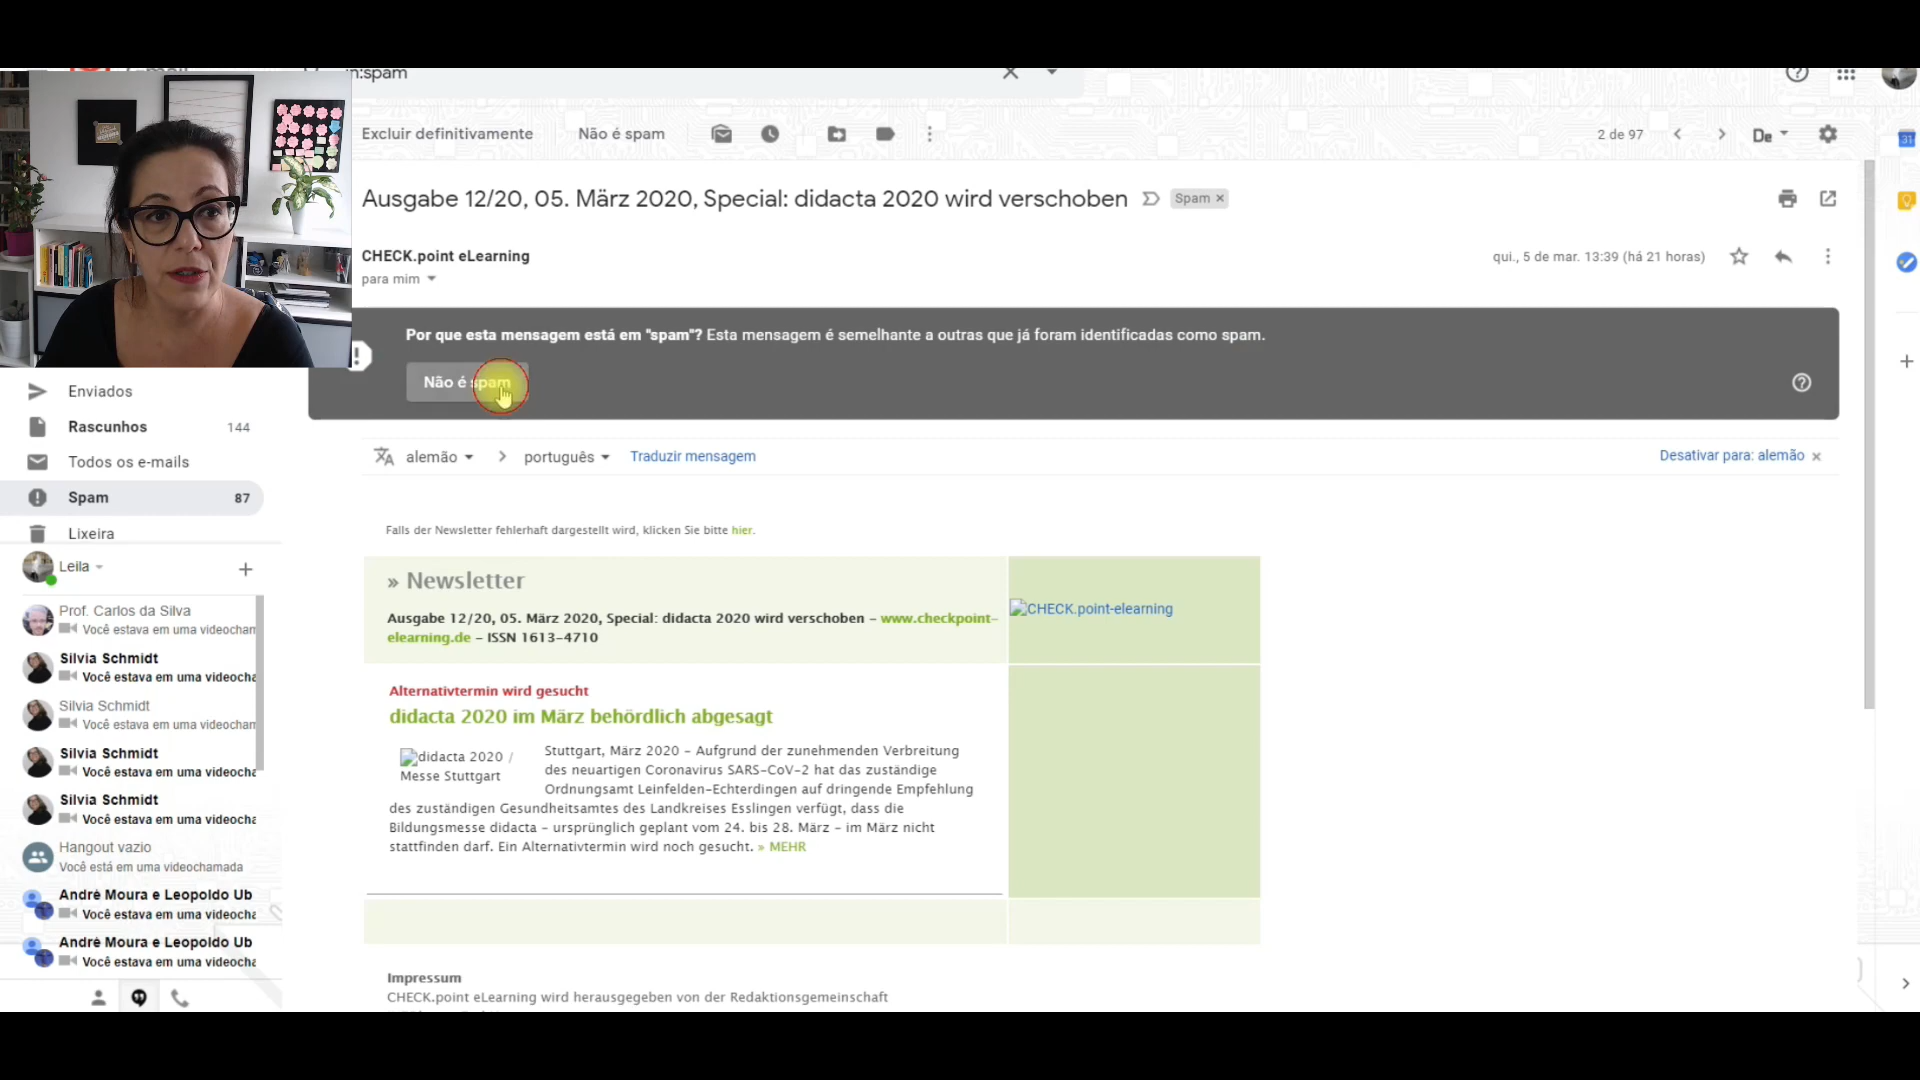 n:spam
Excluir definitivamente Não é spam 2 de 97 De
Ausgabe 12/20, 05. März 2020, Special: didacta 2020 wird verschoben Spam ×
CHECK.point eLearning qui., 5 de mar. 13:39 (há 21 horas)
para mim
Por que esta mensagem está em "spam"? Esta mensagem é semelhante a outras que já foram identificadas como spam.
Não é spam
alemão > português Traduzir mensagem Desativar para: alemão ×
Falls der Newsletter fehlerhaft dargestellt wird, klicken Sie bitte hier.
» Newsletter
Ausgabe 12/20, 05. März 2020, Special: didacta 2020 wird verschoben – www.checkpoint-
elearning.de – ISSN 1613-4710
CHECK.point-elearning
Alternativtermin wird gesucht
didacta 2020 im März behördlich abgesagt
didacta 2020 /
Messe Stuttgart
Stuttgart, März 2020 - Aufgrund der zunehmenden Verbreitung
des neuartigen Coronavirus SARS-CoV-2 hat das zuständige
Ordnungsamt Leinfelden-Echterdingen auf dringende Empfehlung
des zuständigen Gesundheitsamtes des Landkreises Esslingen verfügt, dass die
Bildungsmesse didacta - ursprünglich geplant vom 24. bis 28. März - im März nicht
stattfinden darf. Ein Alternativtermin wird noch gesucht. » MEHR
Impressum
CHECK.point eLearning wird herausgegeben von der Redaktionsgemeinschaft
Enviados
Rascunhos 144
Todos os e-mails
Spam 87
Lixeira
Leila
Prof. Carlos da Silva
Você estava em uma videochan
Silvia Schmidt
Você estava em uma videocha
Silvia Schmidt
Você estava em uma videochan
Silvia Schmidt
Você estava em uma videocha
Silvia Schmidt
Você estava em uma videocha
Hangout vazio
Você está em uma videochamada
André Moura e Leopoldo Ub
Você estava em uma videocha
André Moura e Leopoldo Ub
Você estava em uma videocha
31